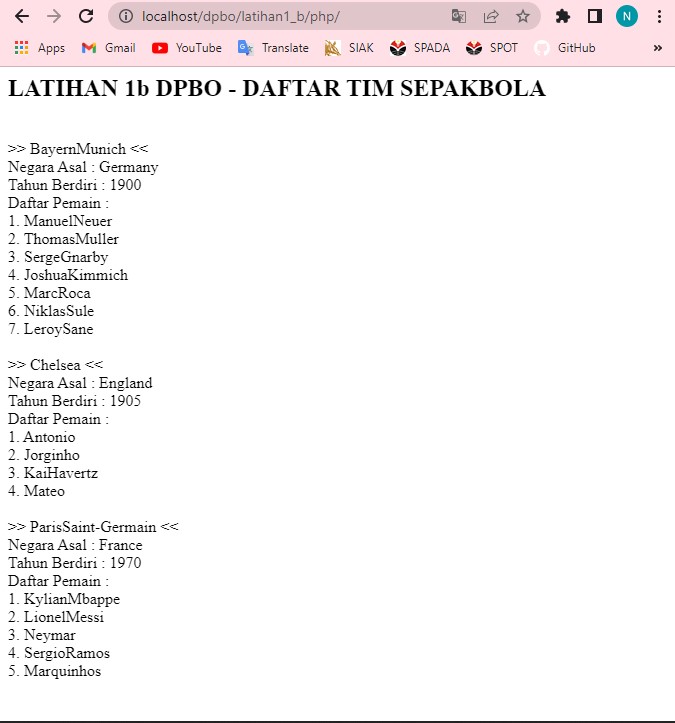 localhost/dpbo/latihan1_b/php/
N
Apps Gmail YouTube Translate SIAK SPADA SPOT GitHub »
LATIHAN 1b DPBO - DAFTAR TIM SEPAKBOLA
>> BayernMunich <<
Negara Asal : Germany
Tahun Berdiri : 1900
Daftar Pemain :
1. ManuelNeuer
2. ThomasMuller
3. SergeGnarby
4. JoshuaKimmich
5. MarcRoca
6. NiklasSule
7. LeroySane
>> Chelsea <<
Negara Asal : England
Tahun Berdiri : 1905
Daftar Pemain :
1. Antonio
2. Jorginho
3. KaiHavertz
4. Mateo
>> ParisSaint-Germain <<
Negara Asal : France
Tahun Berdiri : 1970
Daftar Pemain :
1. KylianMbappe
2. LionelMessi
3. Neymar
4. SergioRamos
5. Marquinhos